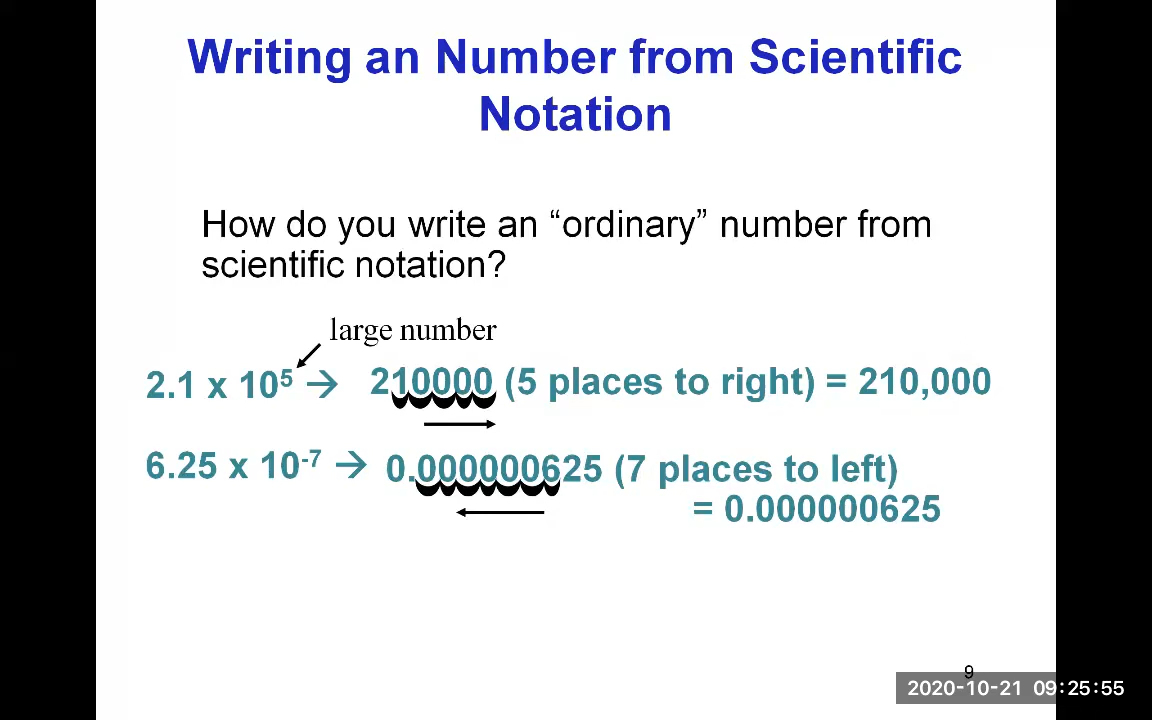 Writing an Number from Scientific
Notation
How do you write an “ordinary” number from
scientific notation?
large number
2.1 x 10⁵ → 210000 (5 places to right) = 210,000
6.25 x 10⁻⁷ → 0.000000625 (7 places to left)
= 0.000000625
9
2020-10-21 09:25:55